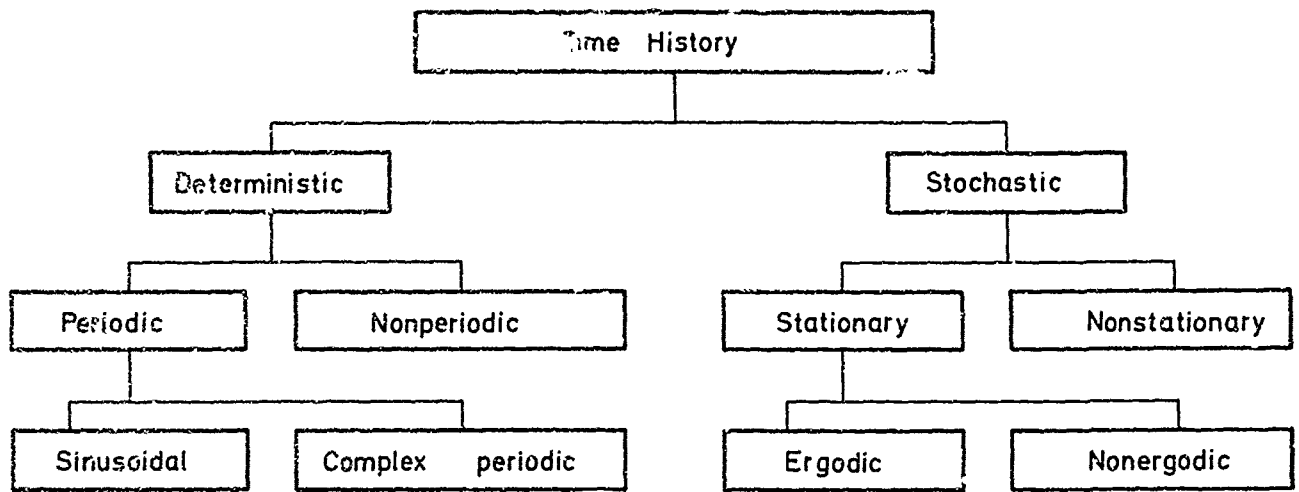 Time History
Deterministic Stochastic
Periodic Nonperiodic Stationary Nonstationary
Sinusoidal Complex periodic Ergodic Nonergodic